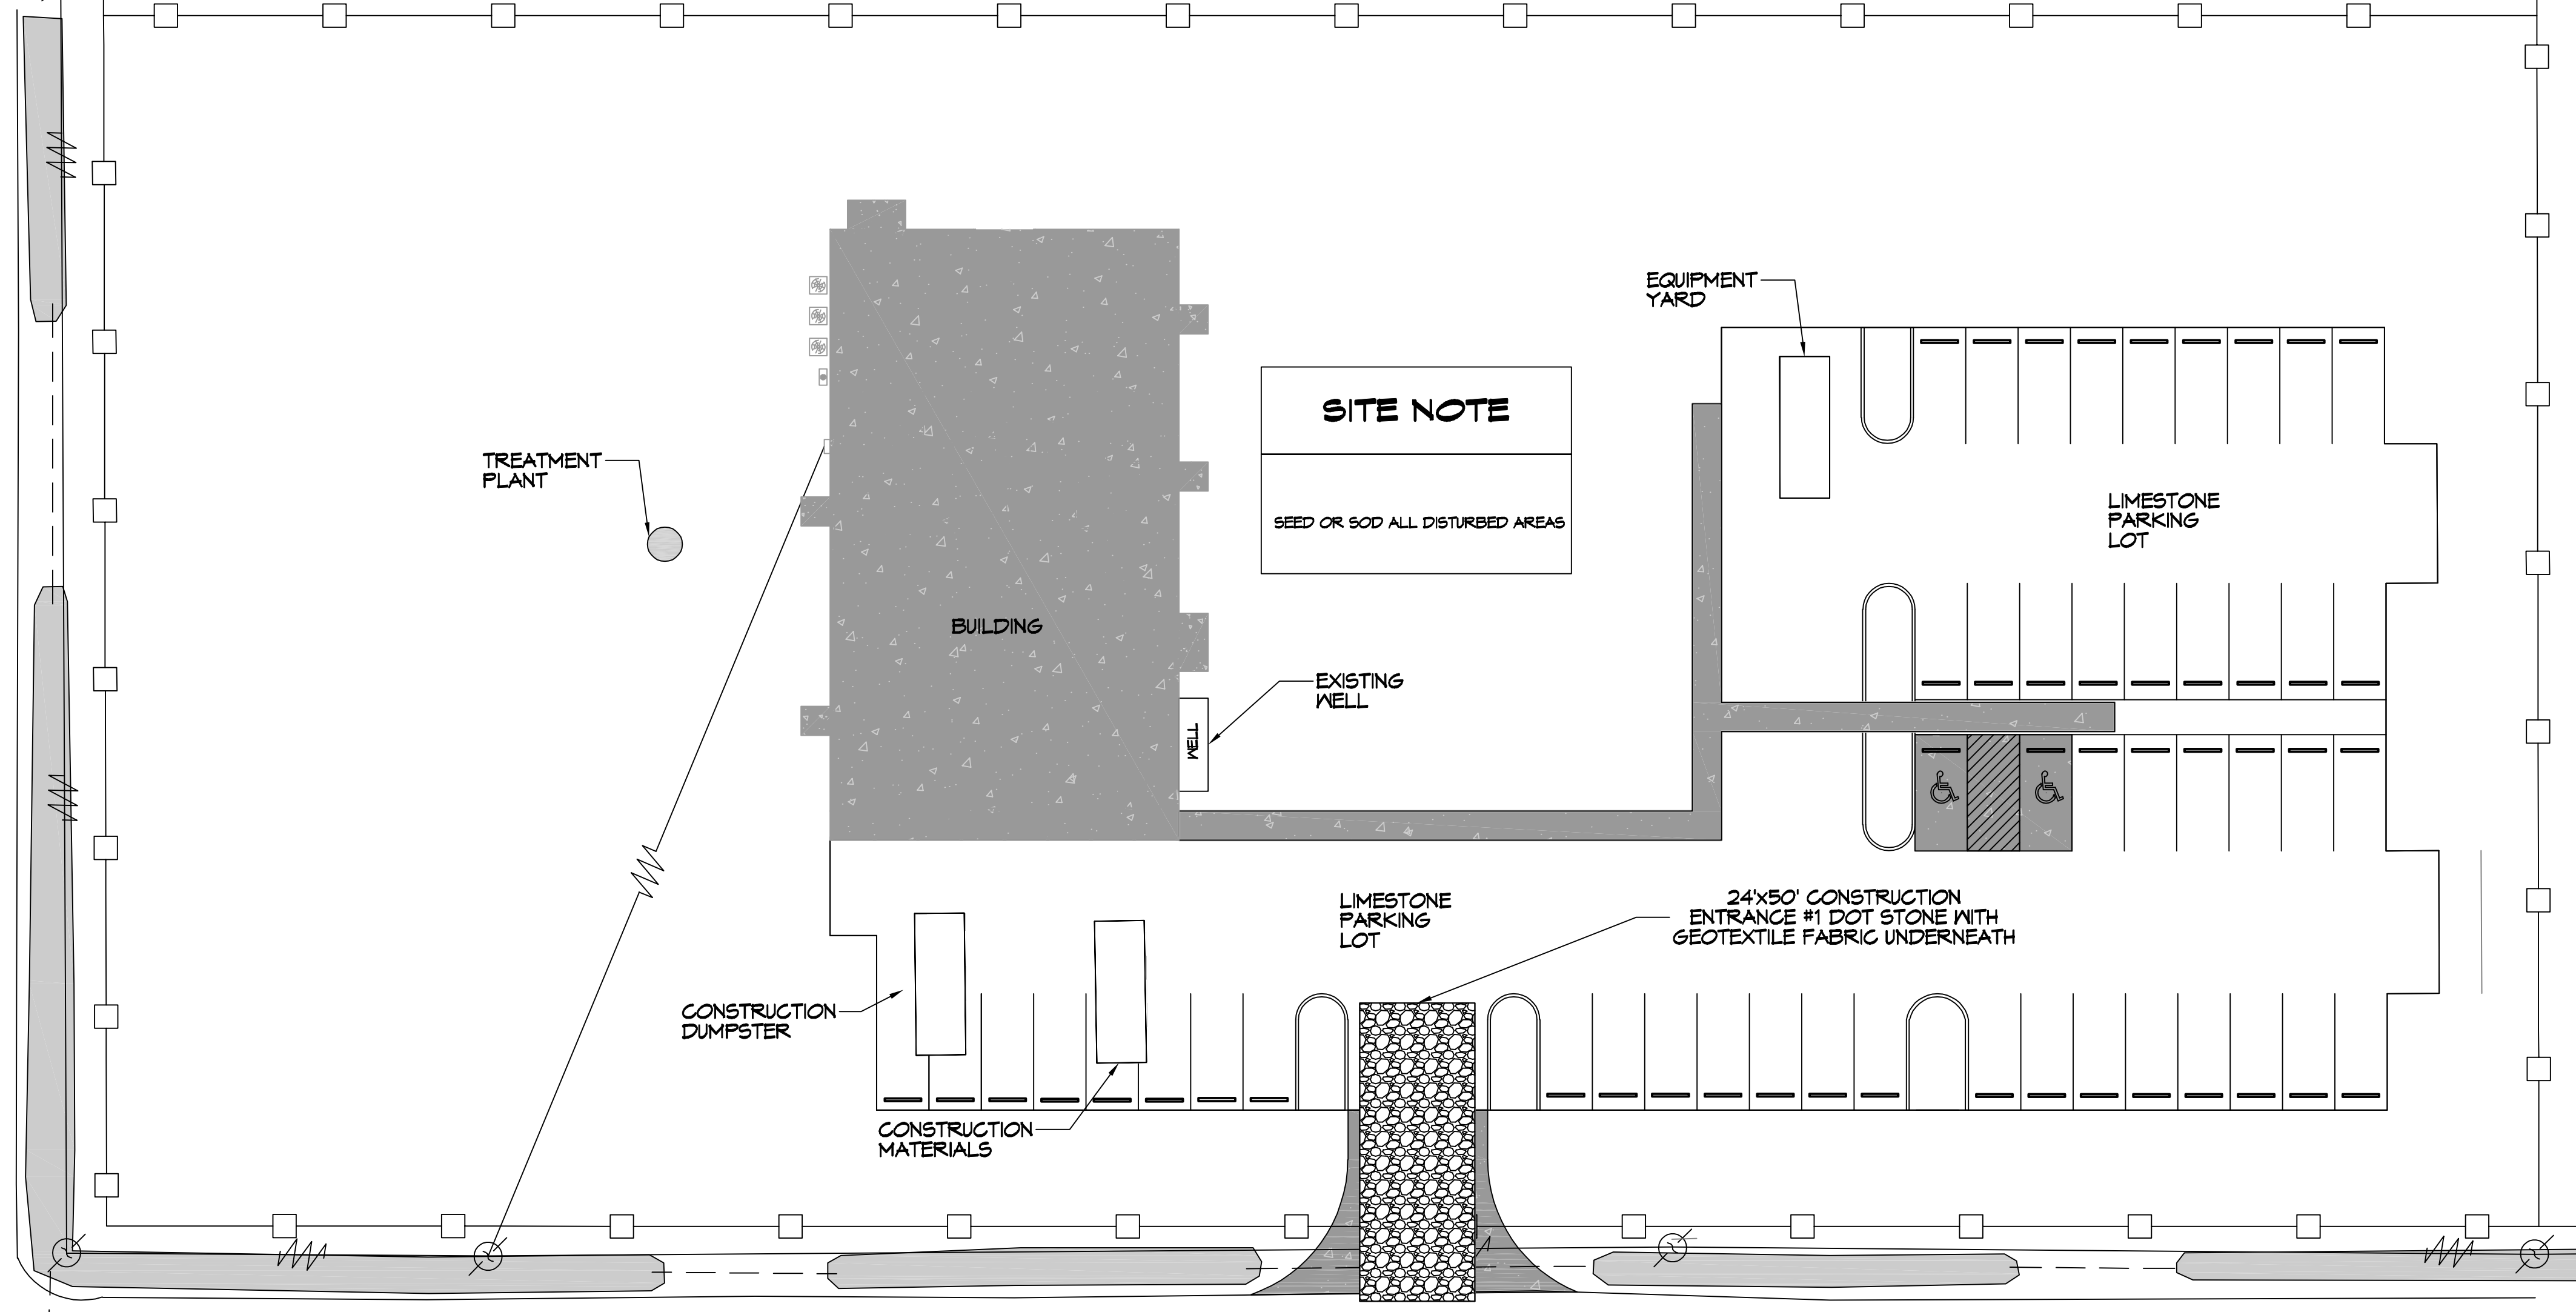 EQUIPMENT
YARD
SITE NOTE
SEED OR SOD ALL DISTURBED AREAS
TREATMENT
PLANT
LIMESTONE
PARKING
LOT
BUILDING
EXISTING
WELL
WELL
LIMESTONE
PARKING
LOT
24'x50' CONSTRUCTION
ENTRANCE #1 DOT STONE WITH
GEOTEXTILE FABRIC UNDERNEATH
CONSTRUCTION
DUMPSTER
CONSTRUCTION
MATERIALS